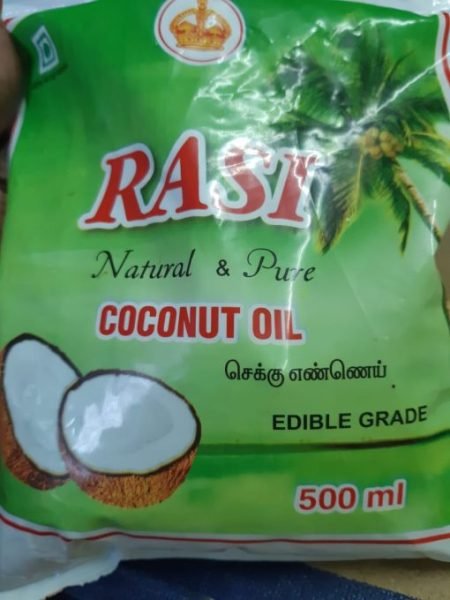 RASI
Natural & Pure
COCONUT OIL
செக்கு எண்ணெய்
EDIBLE GRADE
500 ml